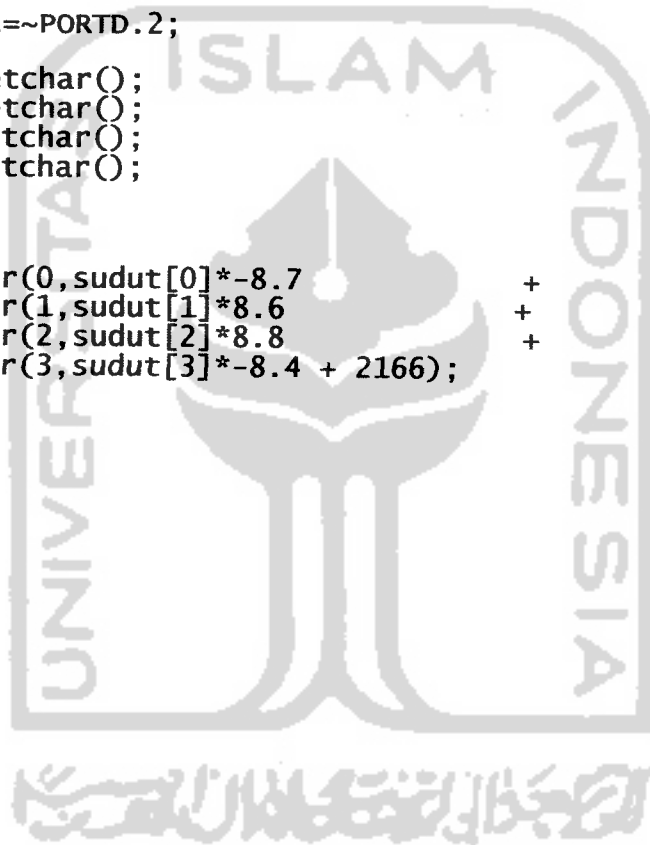 =~PORTD.2;
tchar();
tchar();
tchar();
tchar();
r(0,sudut[0]*-8.7 +
r(1,sudut[1]*8.6 +
r(2,sudut[2]*8.8 +
r(3,sudut[3]*-8.4 + 2166);
UNIVERSITAS
ISLAM
INDONESIA